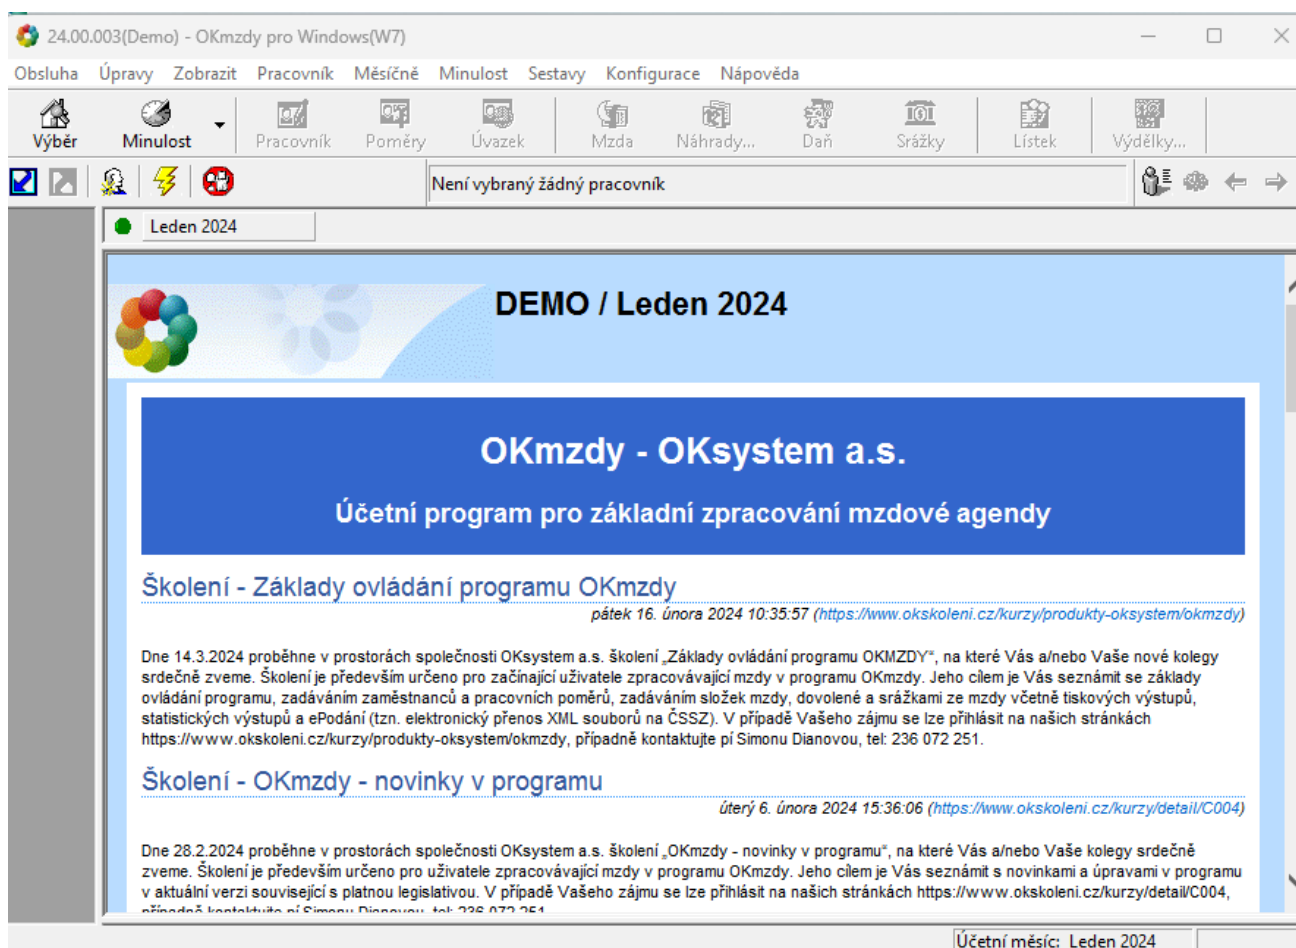 24.00.003(Demo) - OKmzdy pro Windows(W7)
Obsluha Úpravy Zobrazit Pracovník Měsíčně Minulost Sestavy Konfigurace Nápověda
Výběr Minulost Pracovník Poměry Úvazek Mzda Náhrady... Daň Srážky Lístek Výdělky...
Není vybraný žádný pracovník
Leden 2024
DEMO / Leden 2024
OKmzdy - OKsystem a.s.
Účetní program pro základní zpracování mzdové agendy
Školení - Základy ovládání programu OKmzdy
pátek 16. února 2024 10:35:57 (https://www.okskoleni.cz/kurzy/produkty-oksystem/okmzdy)
Dne 14.3.2024 proběhne v prostorách společnosti OKsystem a.s. školení „Základy ovládání programu OKMZDY“, na které Vás a/nebo Vaše nové kolegy
srdečně zveme. Školení je především určeno pro začínající uživatele zpracovávající mzdy v programu OKmzdy. Jeho cílem je Vás seznámit se základy
ovládání programu, zadáváním zaměstnanců a pracovních poměrů, zadáváním složek mzdy, dovolené a srážkami ze mzdy včetně tiskových výstupů,
statistických výstupů a ePodání (tzn. elektronický přenos XML souborů na ČSSZ). V případě Vašeho zájmu se lze přihlásit na našich stránkách
https://www.okskoleni.cz/kurzy/produkty-oksystem/okmzdy, případně kontaktujte pí Simonu Dianovou, tel: 236 072 251.
Školení - OKmzdy - novinky v programu
úterý 6. února 2024 15:36:06 (https://www.okskoleni.cz/kurzy/detail/C004)
Dne 28.2.2024 proběhne v prostorách společnosti OKsystem a.s. školení „OKmzdy - novinky v programu“, na které Vás a/nebo Vaše kolegy srdečně
zveme. Školení je především určeno pro uživatele zpracovávající mzdy v programu OKmzdy. Jeho cílem je Vás seznámit s novinkami a úpravami v programu
v aktuální verzi související s platnou legislativou. V případě Vašeho zájmu se lze přihlásit na našich stránkách https://www.okskoleni.cz/kurzy/detail/C004,
případně kontaktujte pí Simonu Dianovou, tel: 236 072 251
Účetní měsíc: Leden 2024